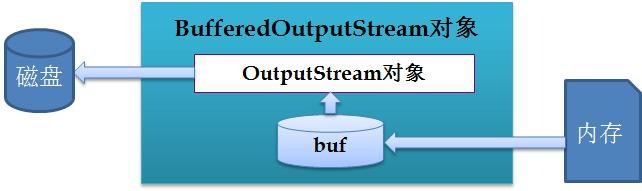 BufferedOutputStream对象
磁盘
OutputStream对象
buf
内存